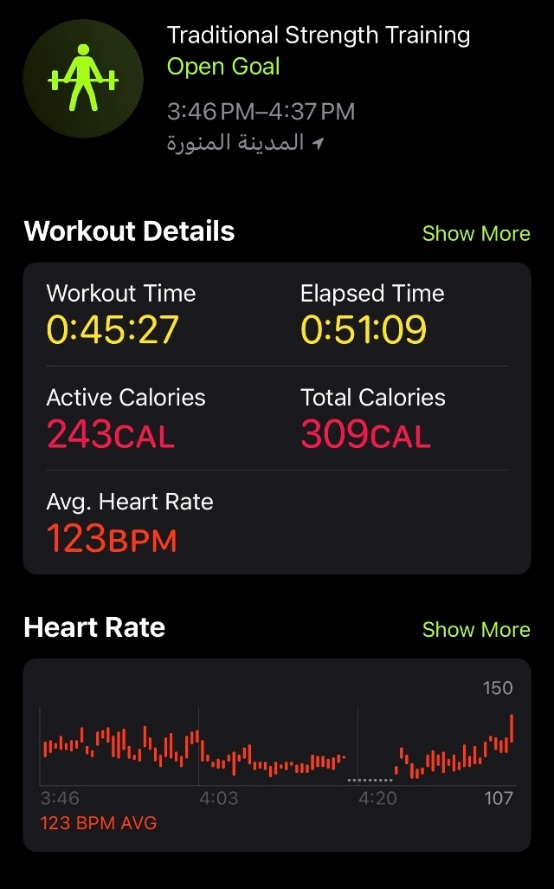 Traditional Strength Training
Open Goal
3:46 PM–4:37 PM
المدينة المنورة
Workout Details
Show More
Workout Time
Elapsed Time
0:45:27
0:51:09
Active Calories
Total Calories
243CAL
309CAL
Avg. Heart Rate
123BPM
Heart Rate
Show More
150
3:46
4:03
4:20
107
123 BPM AVG